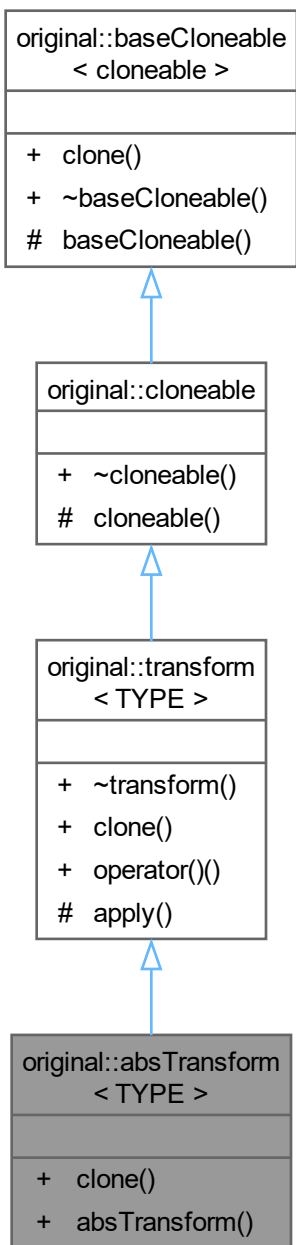 original::baseCloneable
< cloneable >
+ clone()
+ ~baseCloneable()
# baseCloneable()
original::cloneable
+ ~cloneable()
# cloneable()
original::transform
< TYPE >
+ ~transform()
+ clone()
+ operator()()
# apply()
original::absTransform
< TYPE >
+ clone()
+ absTransform()